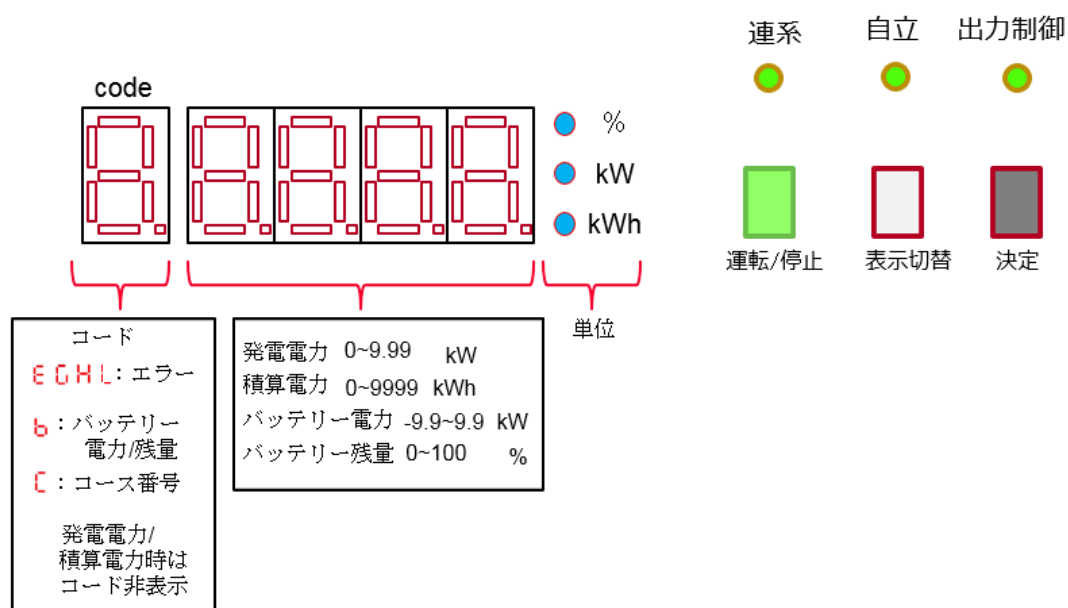 連系 自立 出力制御
code
%
kW
kWh
運転/停止 表示切替 決定
単位
コード
E G H L：エラー
b：バッテリー
電力/残量
C：コース番号
発電電力/
積算電力時は
コード非表示
発電電力 0~9.99 kW
積算電力 0~9999 kWh
バッテリー電力 -9.9~9.9 kW
バッテリー残量 0~100 %